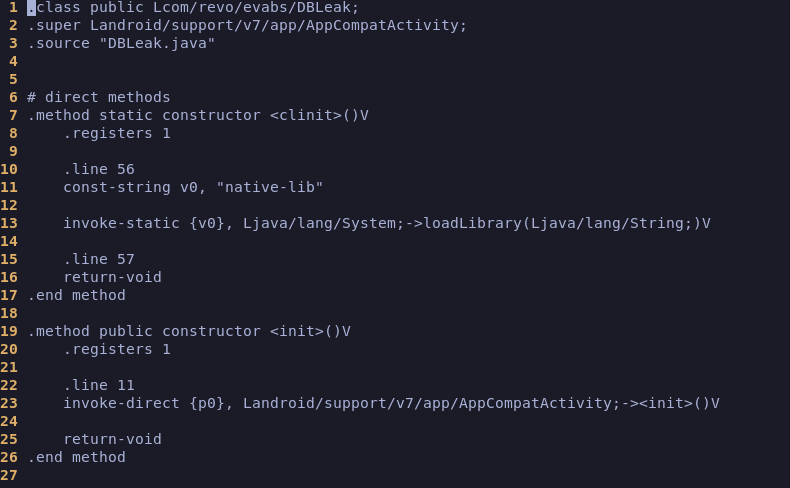 1 .class public Lcom/revo/evabs/DBLeak;
2 .super Landroid/support/v7/app/AppCompatActivity;
3 .source "DBLeak.java"
4
5
6 # direct methods
7 .method static constructor <clinit>()V
8     .registers 1
9
10     .line 56
11     const-string v0, "native-lib"
12
13     invoke-static {v0}, Ljava/lang/System;->loadLibrary(Ljava/lang/String;)V
14
15     .line 57
16     return-void
17 .end method
18
19 .method public constructor <init>()V
20     .registers 1
21
22     .line 11
23     invoke-direct {p0}, Landroid/support/v7/app/AppCompatActivity;-><init>()V
24
25     return-void
26 .end method
27